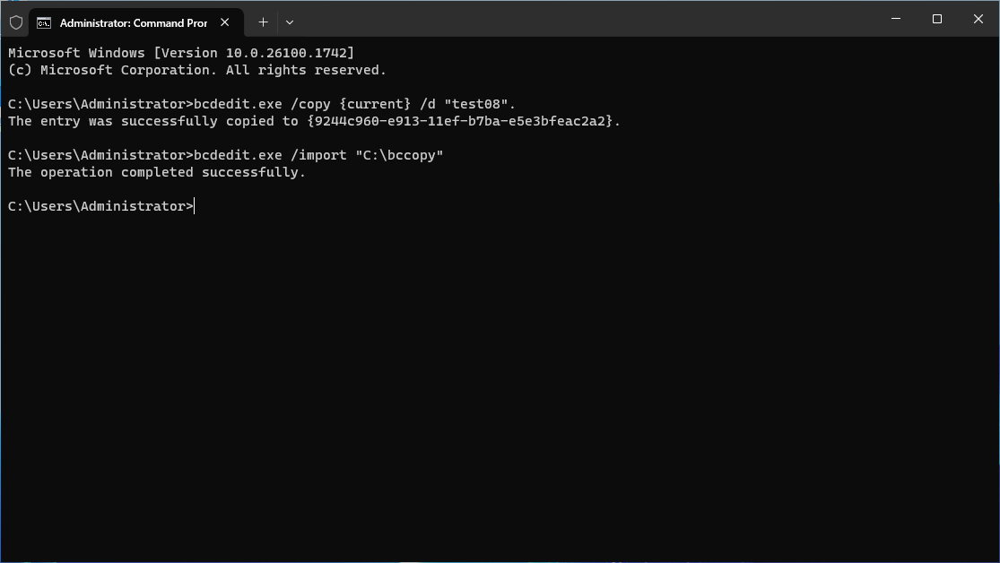 Administrator: Command Pron
Microsoft Windows [Version 10.0.26100.1742]
(c) Microsoft Corporation. All rights reserved.
C:\Users\Administrator>bcdedit.exe /copy {current} /d "test08".
The entry was successfully copied to {9244c960-e913-11ef-b7ba-e5e3bfeac2a2}.
C:\Users\Administrator>bcdedit.exe /import "C:\bccopy"
The operation completed successfully.
C:\Users\Administrator>